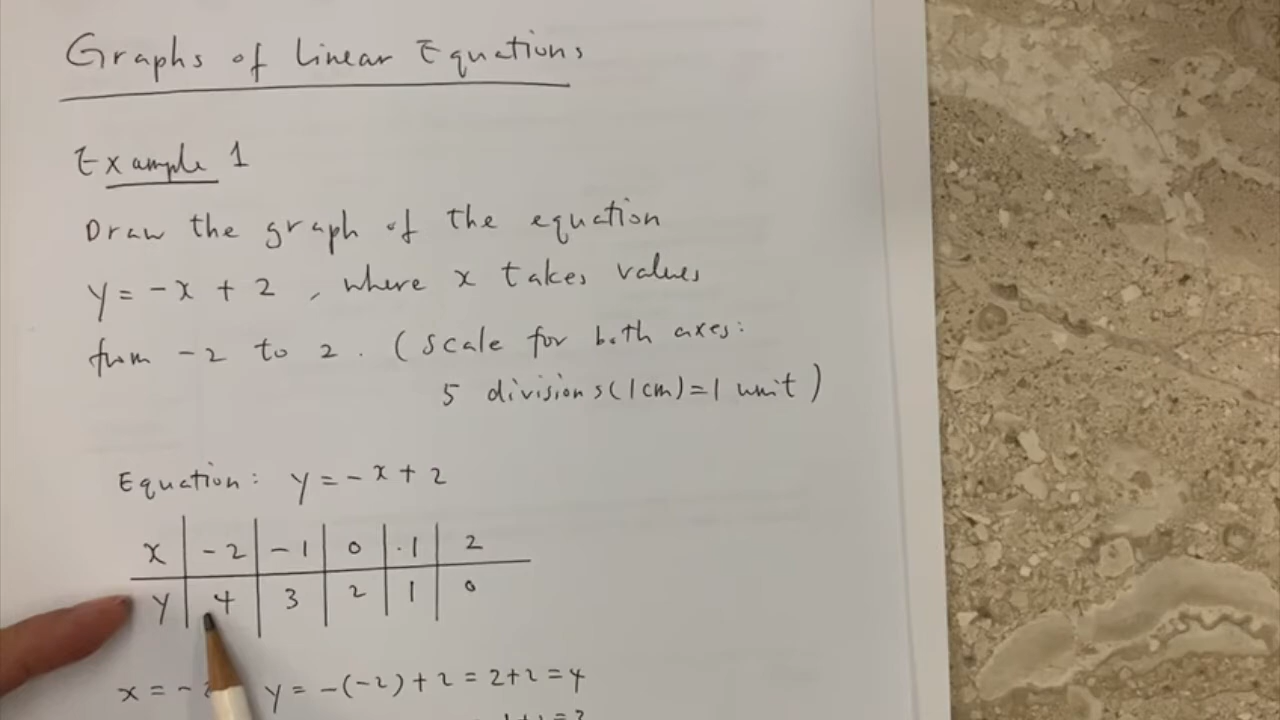 Graphs of Linear Equations
Example 1
Draw the graph of the equation
y = -x + 2 , where x takes values
from -2 to 2 . ( scale for both axes:
5 divisions (1cm) = 1 unit )
Equation: y = -x + 2
x -2 -1 0 1 2
y 4 3 2 1 0
x = - y = -(-2) + 2 = 2+2 = 4